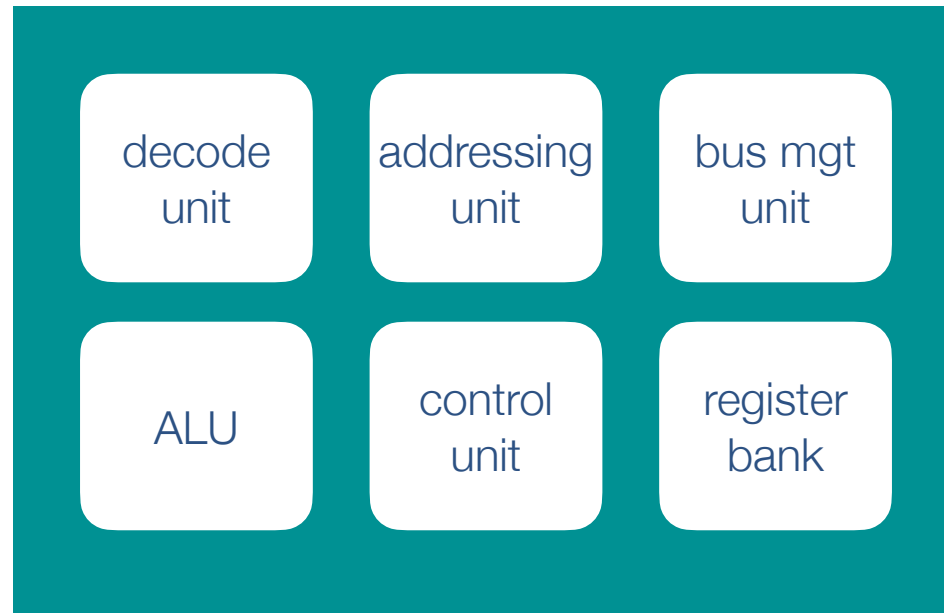 decode
unit
addressing
unit
bus mgt
unit
ALU
control
unit
register
bank